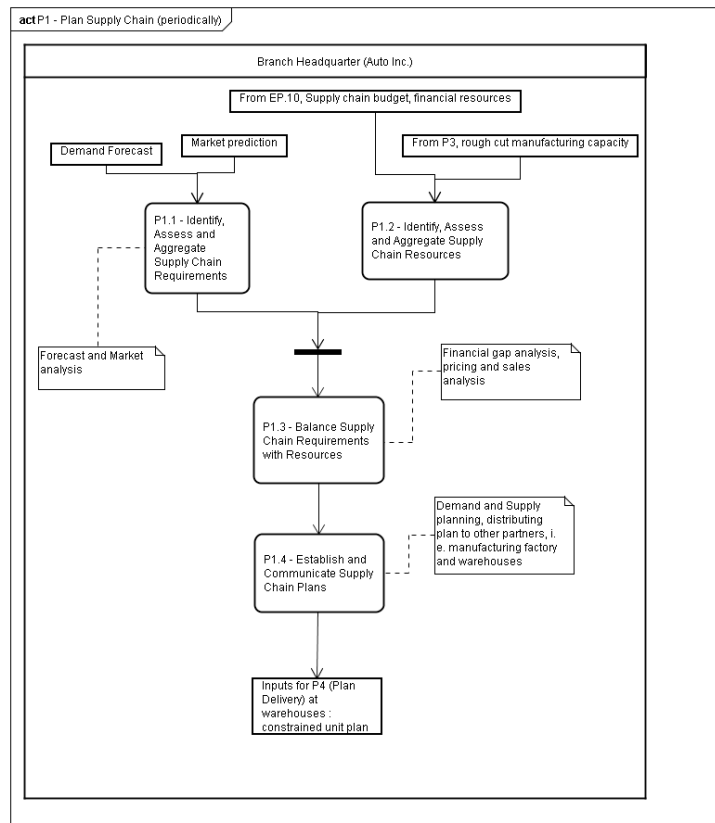 act P1 - Plan Supply Chain (periodically)
Branch Headquarter (Auto Inc.)
From EP.10, Supply chain budget, financial resources
Market prediction
From P3, rough cut manufacturing capacity
Demand Forecast
P1.1 - Identify,
Assess and
Aggregate
Supply Chain
Requirements
P1.2 - Identify, Assess
and Aggregate Supply
Chain Resources
Forecast and Market
analysis
Financial gap analysis,
pricing and sales
analysis
P1.3 - Balance Supply
Chain Requirements
with Resources
Demand and Supply
planning, distributing
plan to other partners, i.
e. manufacturing factory
and warehouses
P1.4 - Establish and
Communicate Supply
Chain Plans
Inputs for P4 (Plan
Delivery) at
warehouses :
constrained unit plan